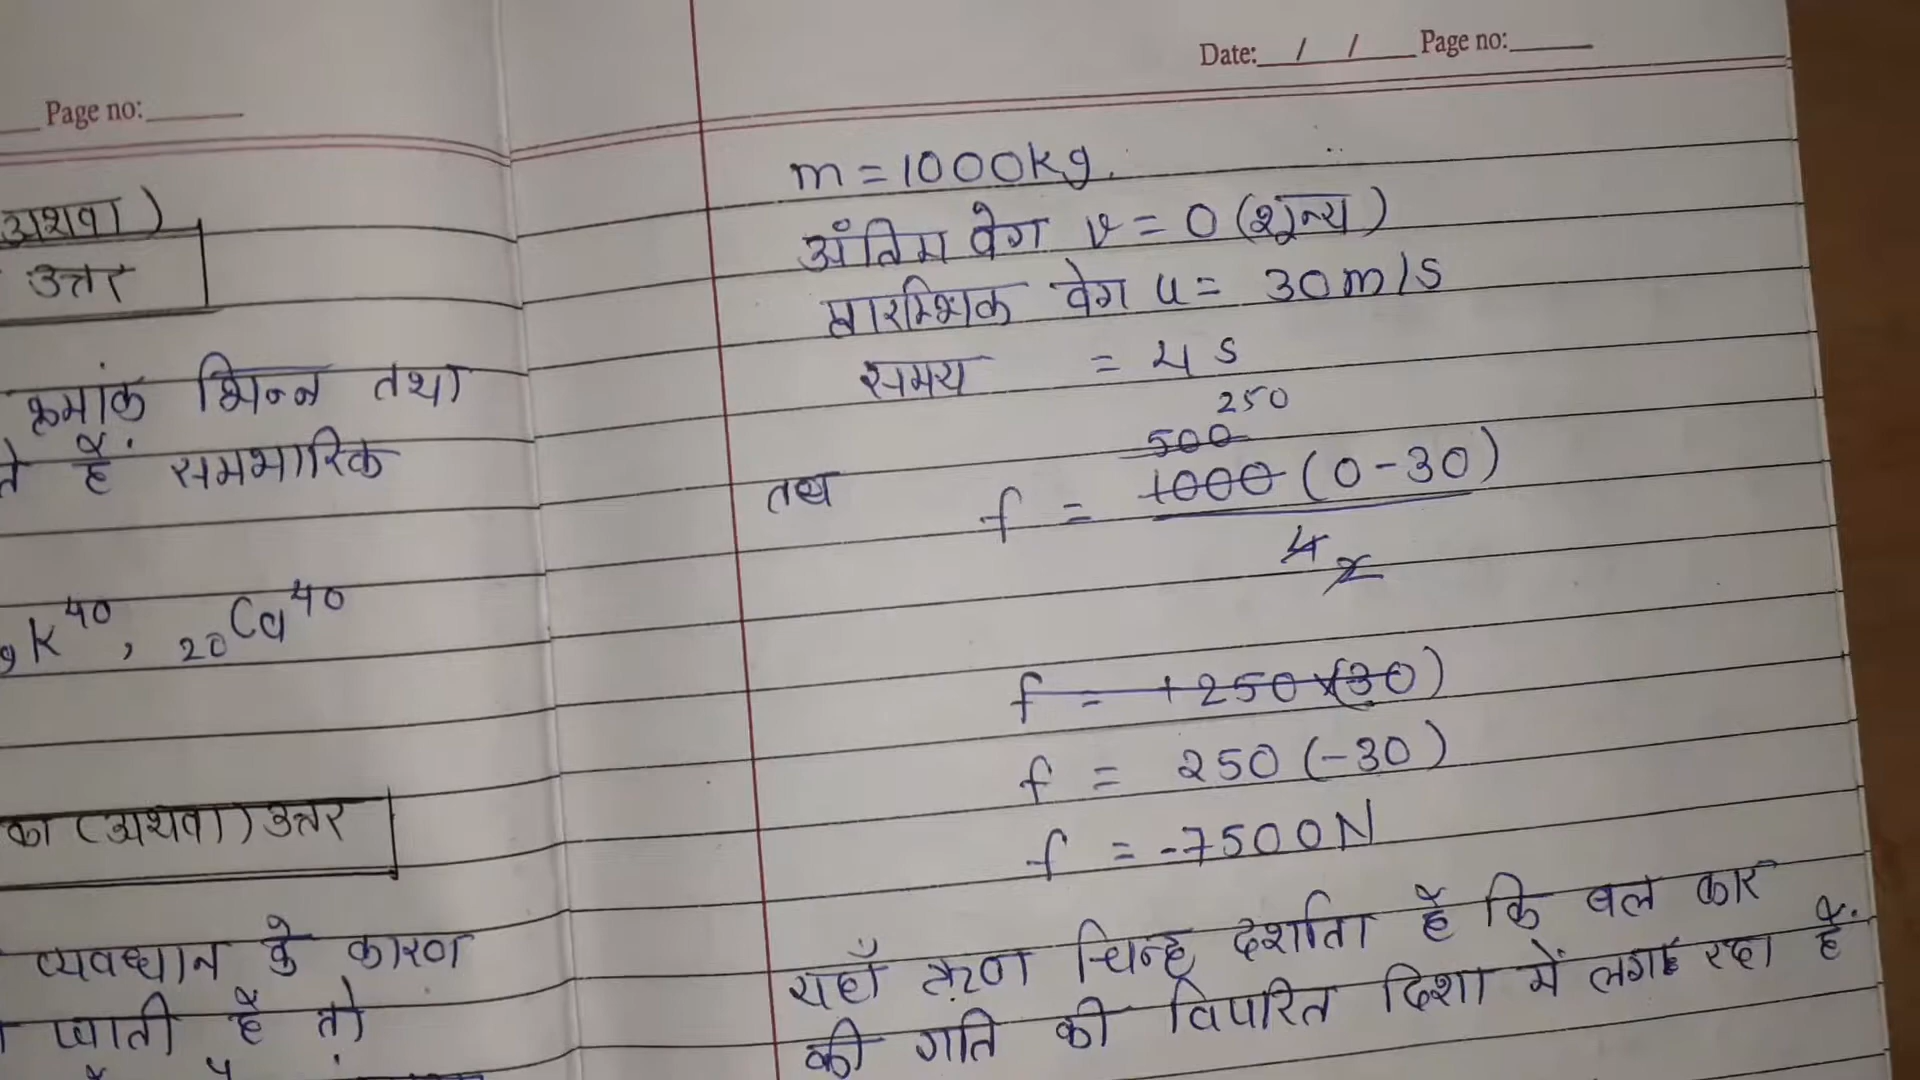 Page no:
अथवा)
उत्तर
क्रमांक भिन्न तथा
हैं. समभारिक
K⁴⁰, ₂₀Ca⁴⁰
का (अथवा) उत्तर
व्यवधान के कारण
जाती है तो
Date: / / Page no:
m = 1000kg.
अंतिम वेग v = 0 (शून्य)
प्रारम्भिक वेग u = 30m/s
समय = 4 s
250
500
तथ f = 1000 (0-30)
4 2
f = +250 x(30)
f = 250 (-30)
f = -7500N
यहाँ ऋण चिन्ह दर्शाता है कि बल कार
की गति की विपरित दिशा में लगा रहा है.